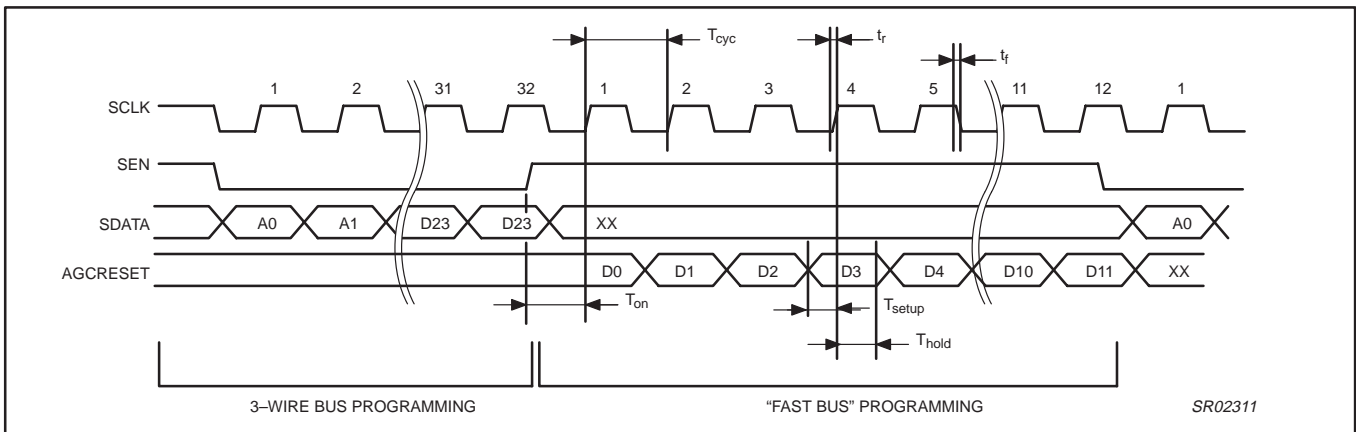 Tcyc tr tf
SCLK 1 2 31 32 1 2 3 4 5 11 12 1
SEN
SDATA A0 A1 D23 D23 XX A0
AGCRESET D0 D1 D2 D3 D4 D10 D11 XX
Ton Tsetup
Thold
3–WIRE BUS PROGRAMMING "FAST BUS" PROGRAMMING SR02311